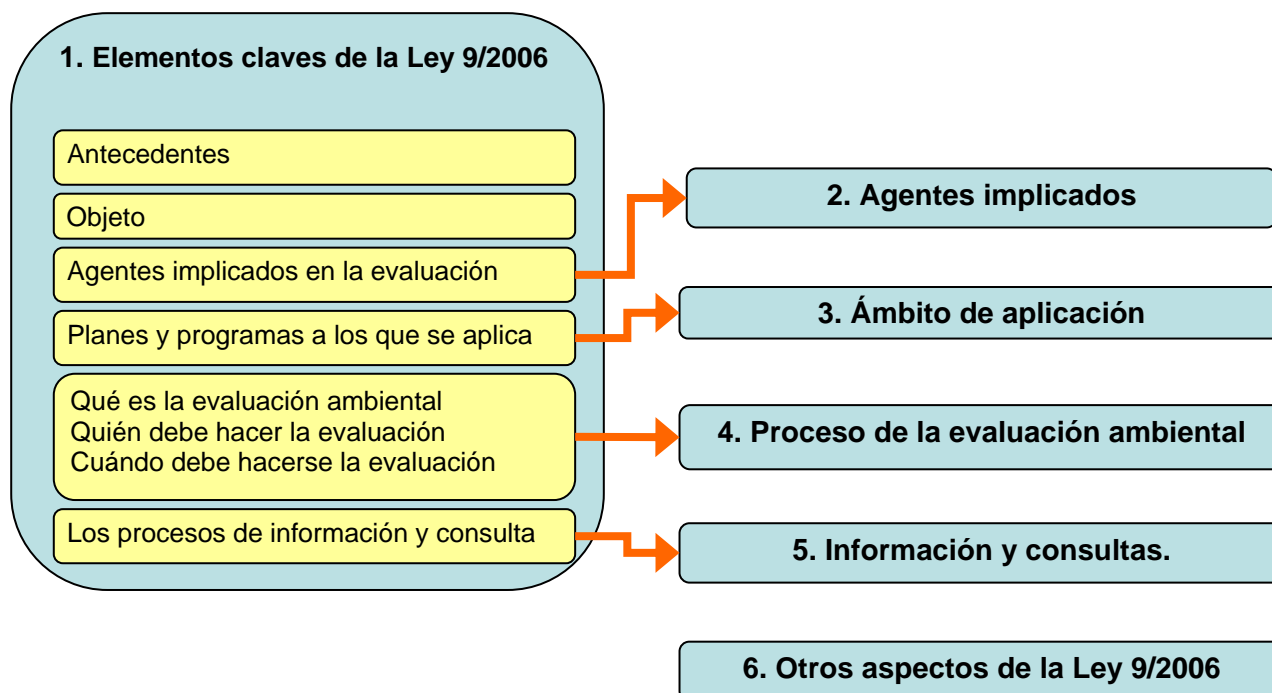 1. Elementos claves de la Ley 9/2006
Antecedentes
Objeto
Agentes implicados en la evaluación
Planes y programas a los que se aplica
Qué es la evaluación ambiental
Quién debe hacer la evaluación
Cuándo debe hacerse la evaluación
Los procesos de información y consulta
2. Agentes implicados
3. Ámbito de aplicación
4. Proceso de la evaluación ambiental
5. Información y consultas.
6. Otros aspectos de la Ley 9/2006